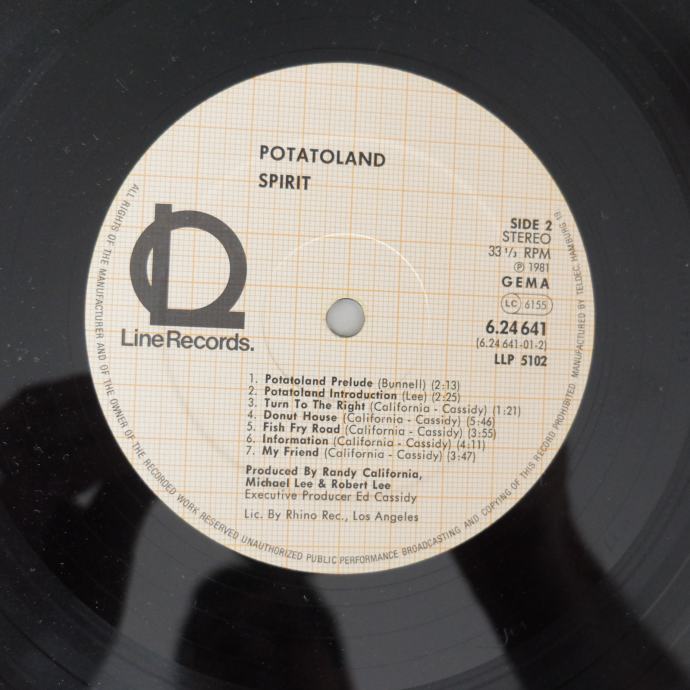 POTATOLAND
SPIRIT
SIDE 2
STEREO
33 1/3 RPM
Ⓟ 1981
GEMA
LC 6155
6.24641
(6.24 641-01-2)
LLP 5102
LineRecords.
1. Potatoland Prelude (Bunnell) (2:13)
2. Potatoland Introduction (Lee) (2:25)
3. Turn To The Right (California - Cassidy) (1:21)
4. Donut House (California - Cassidy) (5:46)
5. Fish Fry Road (California - Cassidy) (3:55)
6. Information (California - Cassidy) (4:11)
7. My Friend (California - Cassidy) (3:47)
Produced By Randy California,
Michael Lee & Robert Lee
Executive Producer Ed Cassidy
Lic. By Rhino Rec., Los Angeles
ALL RIGHTS OF THE MANUFACTURER AND OF THE OWNER OF THE RECORDED WORK RESERVED UNAUTHORIZED PUBLIC PERFORMANCE BROADCASTING AND COPYING OF THIS RECORD PROHIBITED. MANUFACTURED BY TELDEC, HAMBURG 19